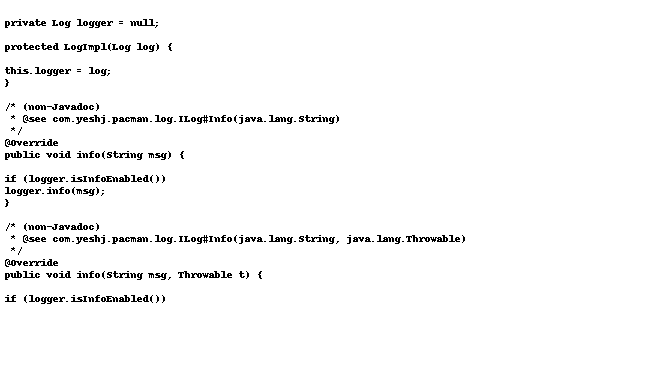 private Log logger = null;
protected LogImpl(Log log) {
this.logger = log;
}
/* (non-Javadoc)
* @see com.yeshj.pacman.log.ILog#Info(java.lang.String)
*/
@Override
public void info(String msg) {
if (logger.isInfoEnabled())
logger.info(msg);
}
/* (non-Javadoc)
* @see com.yeshj.pacman.log.ILog#Info(java.lang.String, java.lang.Throwable)
*/
@Override
public void info(String msg, Throwable t) {
if (logger.isInfoEnabled())